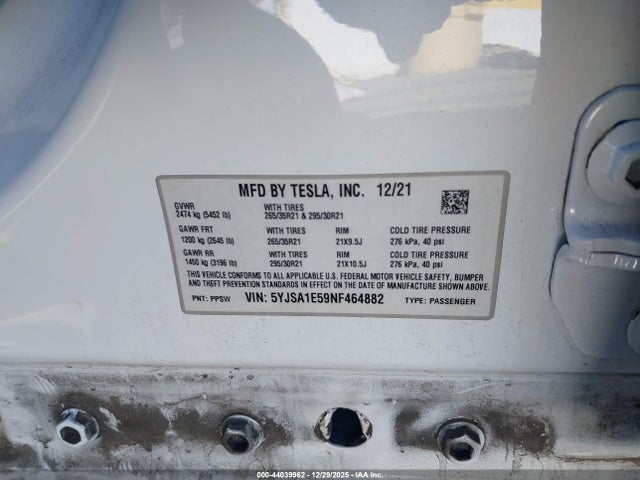 MFD BY TESLA, INC. 12/21
GVWR
2474 kg (5452 lb)
WITH TIRES
265/35R21 & 295/30R21
GAWR FRT
1200 kg (2645 lb)
WITH TIRES
265/35R21
RIM
21X9.5J
COLD TIRE PRESSURE
276 kPa, 40 psi
GAWR RR
1450 kg (3196 lb)
WITH TIRES
295/30R21
RIM
21X10.5J
COLD TIRE PRESSURE
276 kPa, 40 psi
THIS VEHICLE CONFORMS TO ALL APPLICABLE U.S. FEDERAL MOTOR VEHICLE SAFETY, BUMPER
AND THEFT PREVENTION STANDARDS IN EFFECT ON THE DATE OF MANUFACTURE SHOWN ABOVE.
PNT: PPSW VIN: 5YJSA1E59NF464882 TYPE: PASSENGER
000-44039962 - 12/29/2025 - IAA Inc.